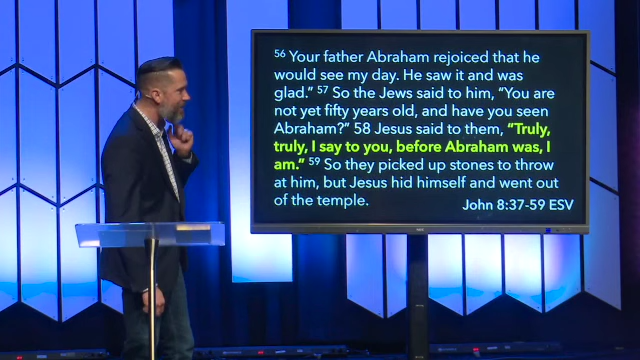 56 Your father Abraham rejoiced that he
would see my day. He saw it and was
glad.” 57 So the Jews said to him, “You are
not yet fifty years old, and have you seen
Abraham?” 58 Jesus said to them, “Truly,
truly, I say to you, before Abraham was, I
am.” 59 So they picked up stones to throw
at him, but Jesus hid himself and went out
of the temple.
John 8:37-59 ESV